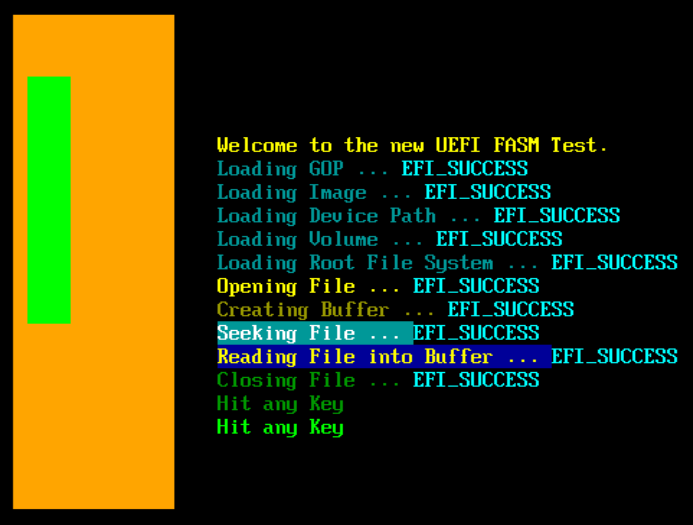 Welcome to the new UEFI FASM Test.
Loading GOP ... EFI_SUCCESS
Loading Image ... EFI_SUCCESS
Loading Device Path ... EFI_SUCCESS
Loading Volume ... EFI_SUCCESS
Loading Root File System ... EFI_SUCCESS
Opening File ... EFI_SUCCESS
Creating Buffer ... EFI_SUCCESS
Seeking File ... EFI_SUCCESS
Reading File into Buffer ... EFI_SUCCESS
Closing File ... EFI_SUCCESS
Hit any Key
Hit any Key